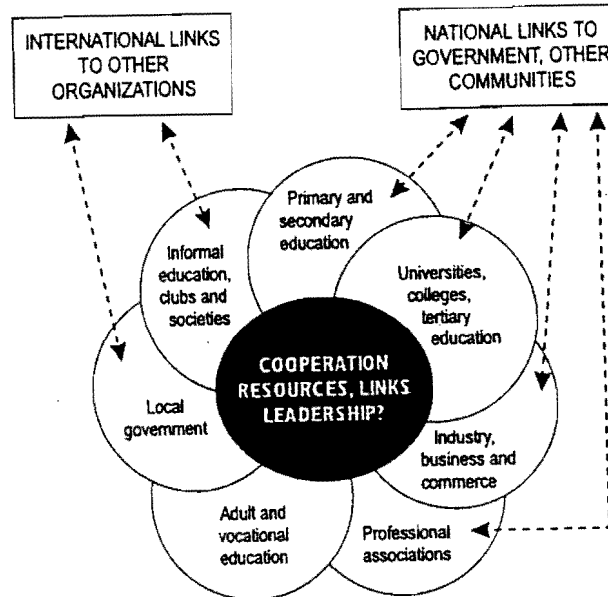 INTERNATIONAL LINKS
TO OTHER
ORGANIZATIONS
NATIONAL LINKS TO
GOVERNMENT, OTHER
COMMUNITIES
Primary and
secondary
education
Informal
education,
clubs and
societies
Universities,
colleges,
tertiary
education
COOPERATION
RESOURCES, LINKS
LEADERSHIP?
Local
government
Industry,
business and
commerce
Adult and
vocational
education
Professional
associations